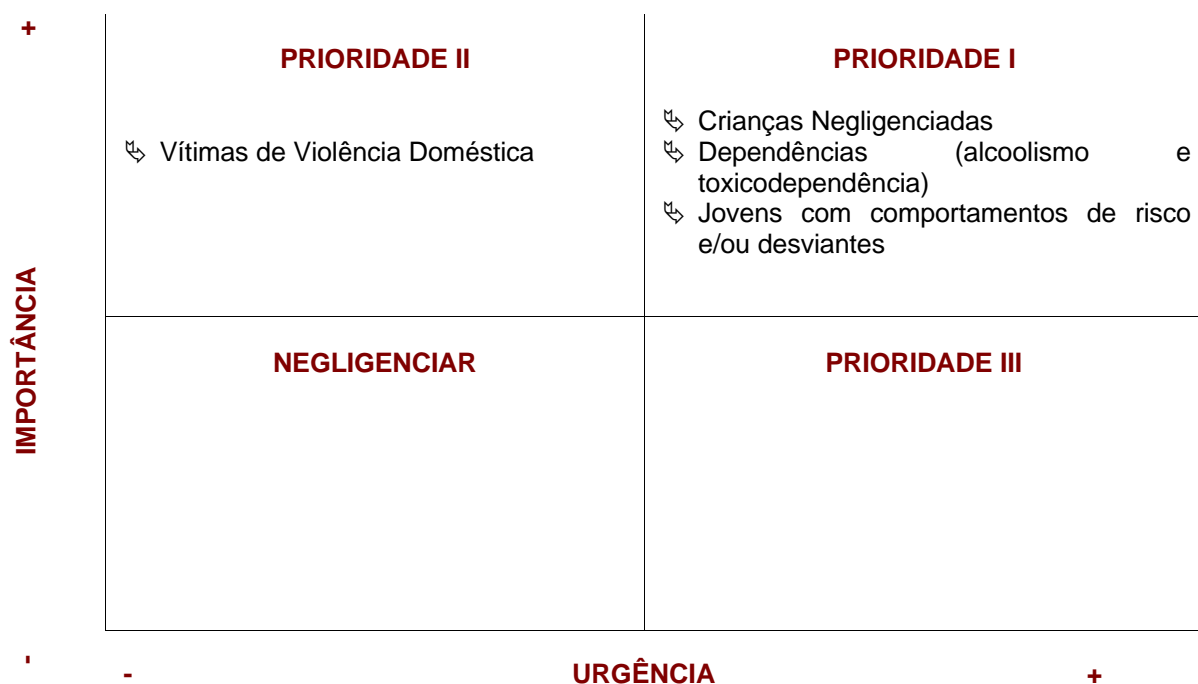 +
PRIORIDADE II
PRIORIDADE I
Vítimas de Violência Doméstica
Crianças Negligenciadas
Dependências (alcoolismo e
toxicodependência)
Jovens com comportamentos de risco
e/ou desviantes
IMPORTÂNCIA
NEGLIGENCIAR
PRIORIDADE III
-
-
URGÊNCIA
+